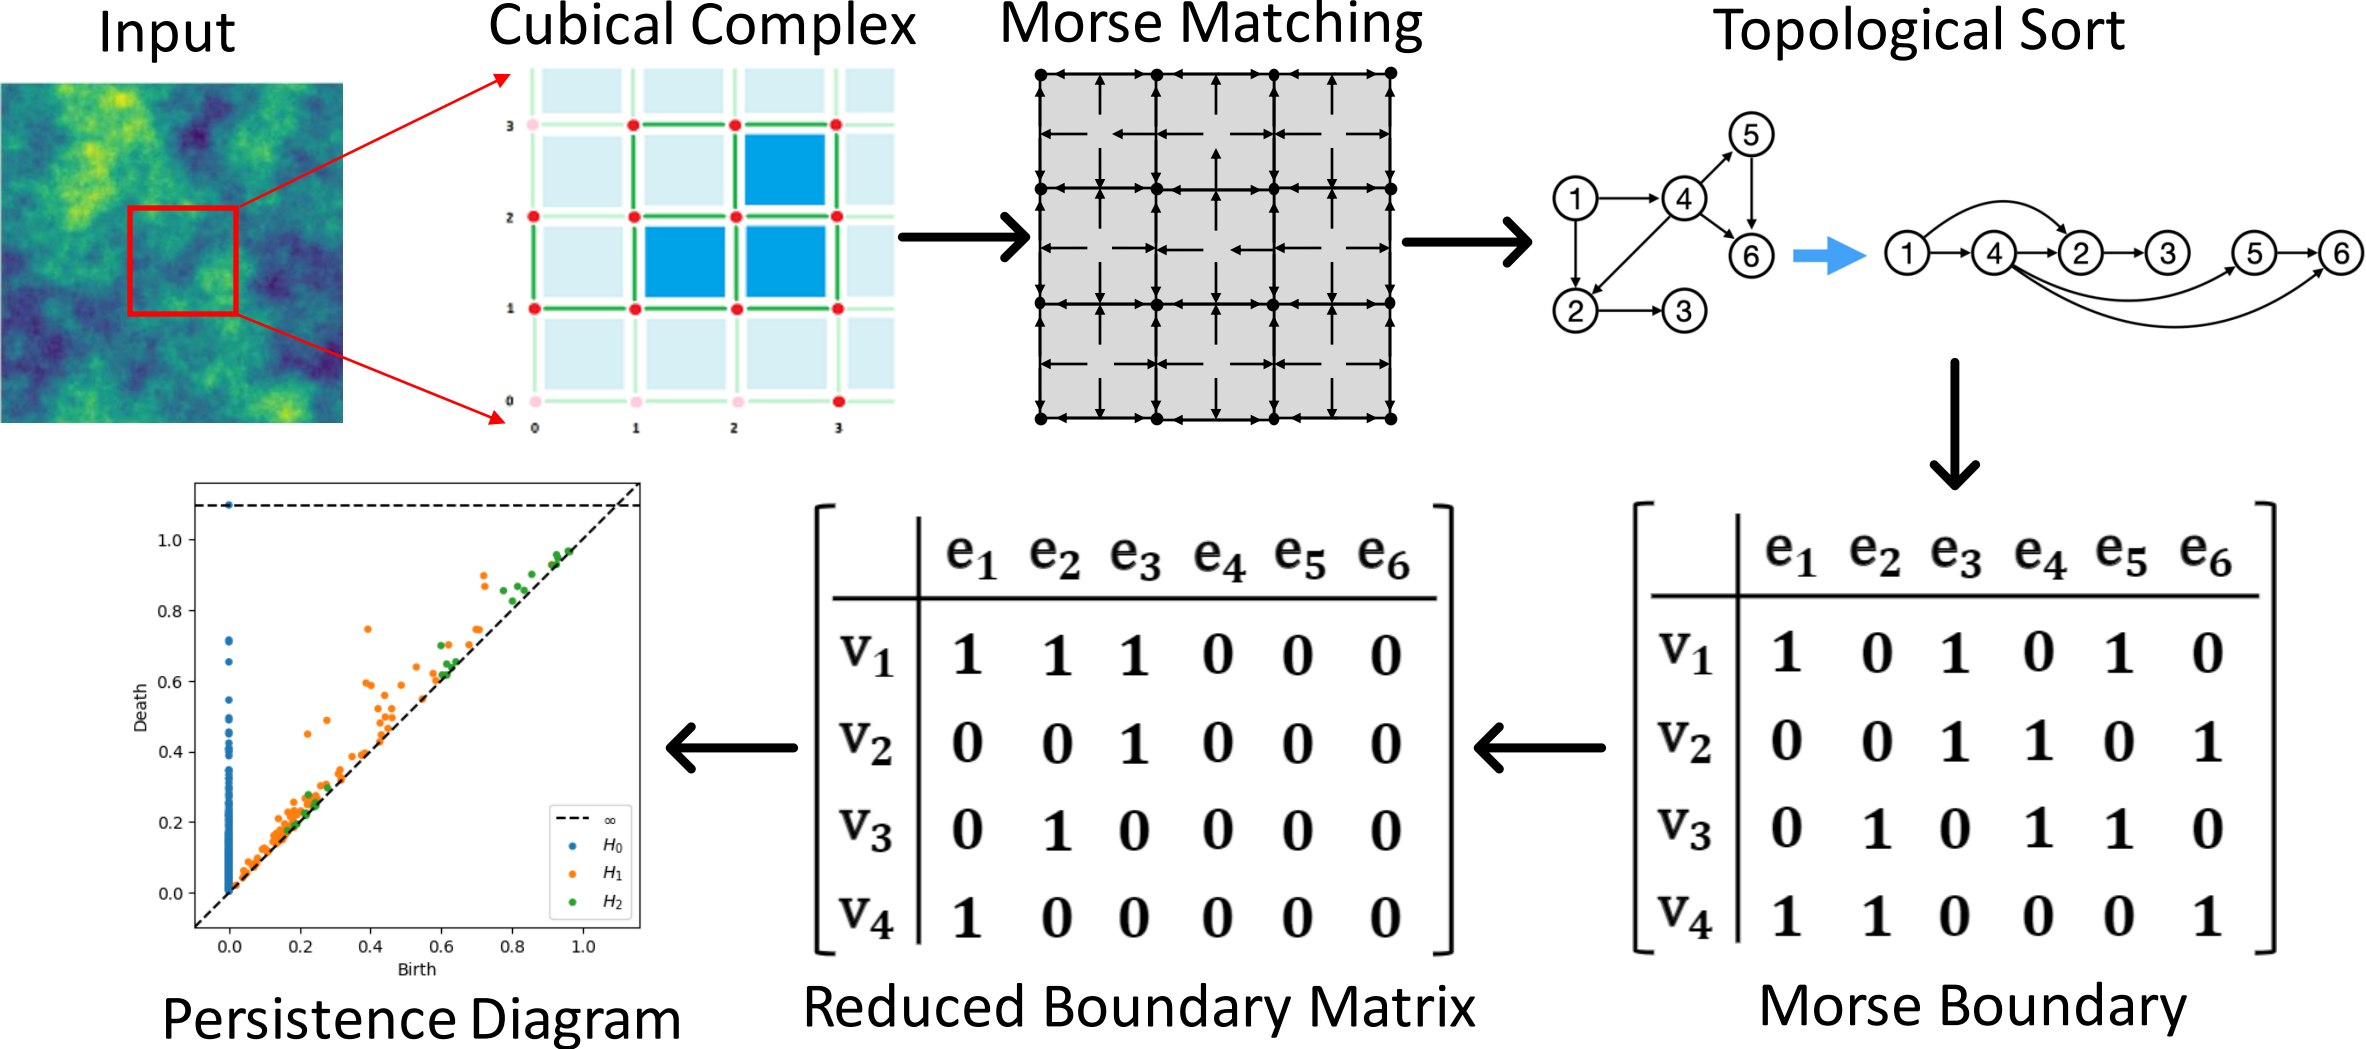 Input
Cubical Complex
Morse Matching
Topological Sort
3
2
1
0
0 1 2 3
5
1 4
6
2 3
1 4 2 3 5 6
e1 e2 e3 e4 e5 e6
v1 1 0 1 0 1 0
v2 0 0 1 1 0 1
v3 0 1 0 1 1 0
v4 1 1 0 0 0 1
Morse Boundary
e1 e2 e3 e4 e5 e6
v1 1 1 1 0 0 0
v2 0 0 1 0 0 0
v3 0 1 0 0 0 0
v4 1 0 0 0 0 0
Reduced Boundary Matrix
Death
1.0
0.8
0.6
0.4
0.2
0.0
0.0 0.2 0.4 0.6 0.8 1.0
Birth
∞
H0
H1
H2
Persistence Diagram